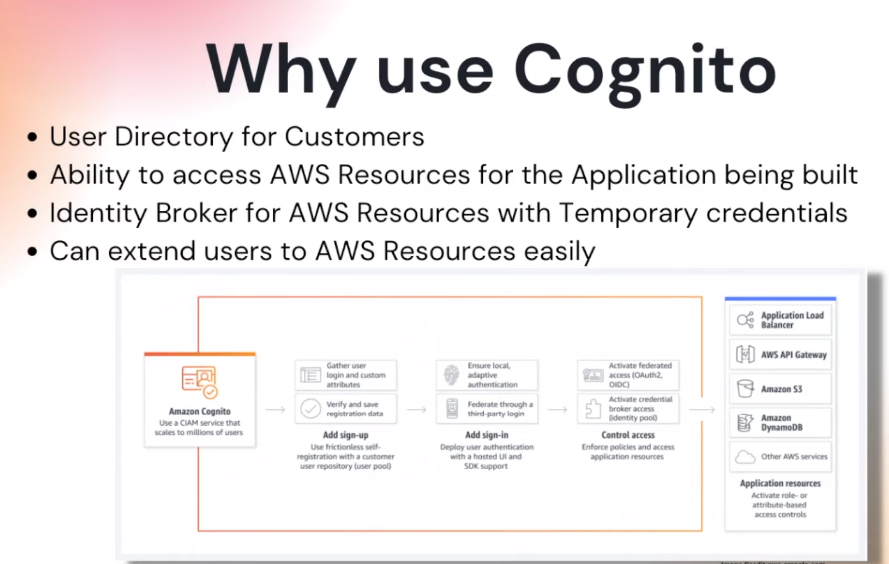 Why use Cognito
• User Directory for Customers
• Ability to access AWS Resources for the Application being built
• Identity Broker for AWS Resources with Temporary credentials
• Can extend users to AWS Resources easily
Amazon Cognito
Use a CIAM service that
scales to millions of users
Gather user
login and custom
attributes
Verify and save
registration data
Add sign-up
Use frictionless self-
registration with a customer
user repository (user pool)
Ensure local,
adaptive
authentication
Federate through a
third-party login
Add sign-in
Deploy user authentication
with a hosted UI and
SDK support
Activate federated
access (OAuth2,
OIDC)
Activate credential
broker access
(identity pool)
Control access
Enforce policies and access
application resources
Application Load
Balancer
AWS API Gateway
Amazon S3
Amazon
DynamoDB
Other AWS services
Application resources
Activate role- or
attribute-based
access controls